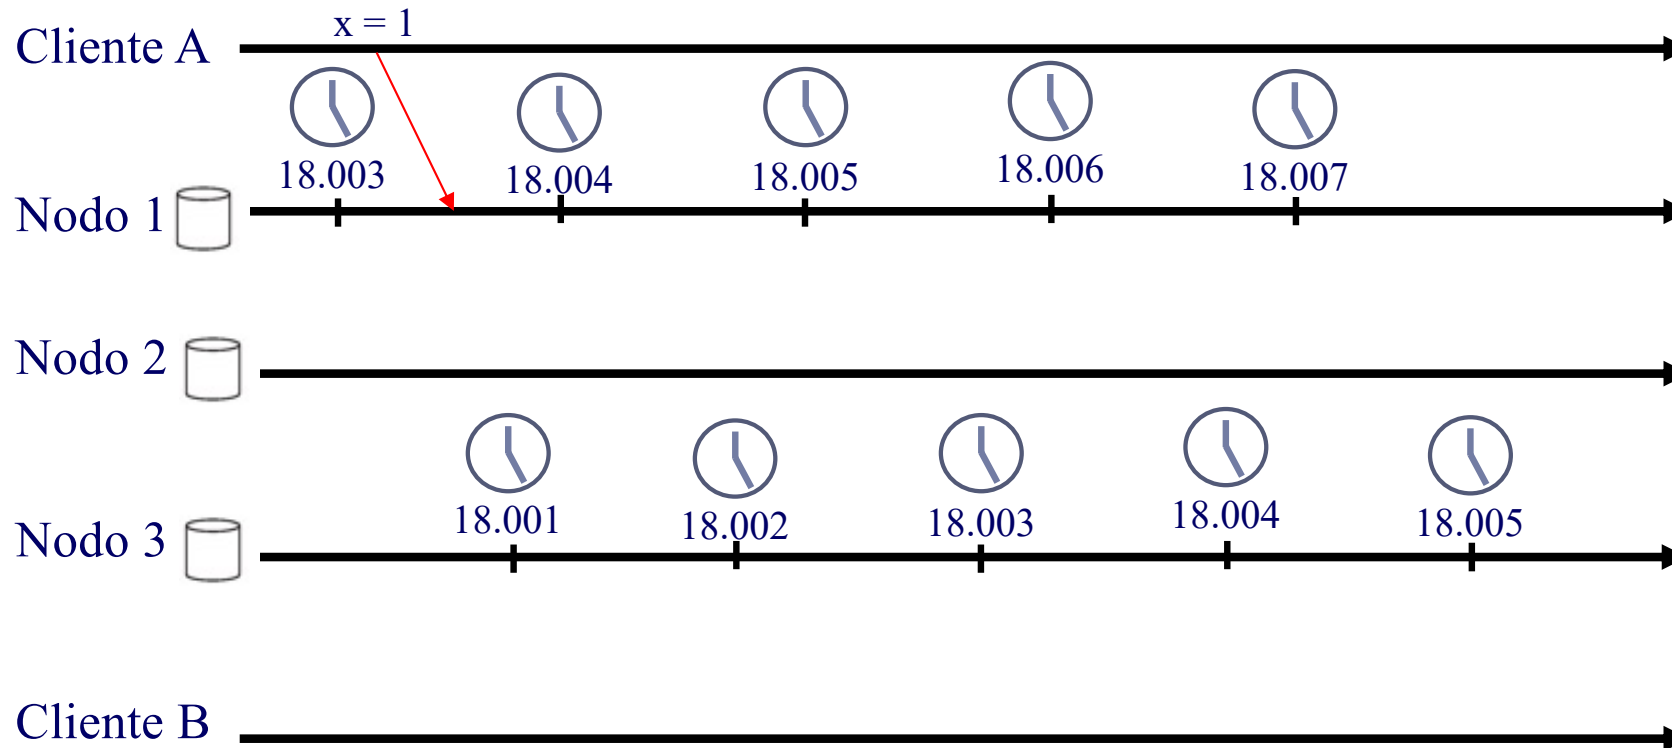 x = 1
Cliente A
18.003 18.004 18.005 18.006 18.007
Nodo 1
Nodo 2
18.001 18.002 18.003 18.004 18.005
Nodo 3
Cliente B